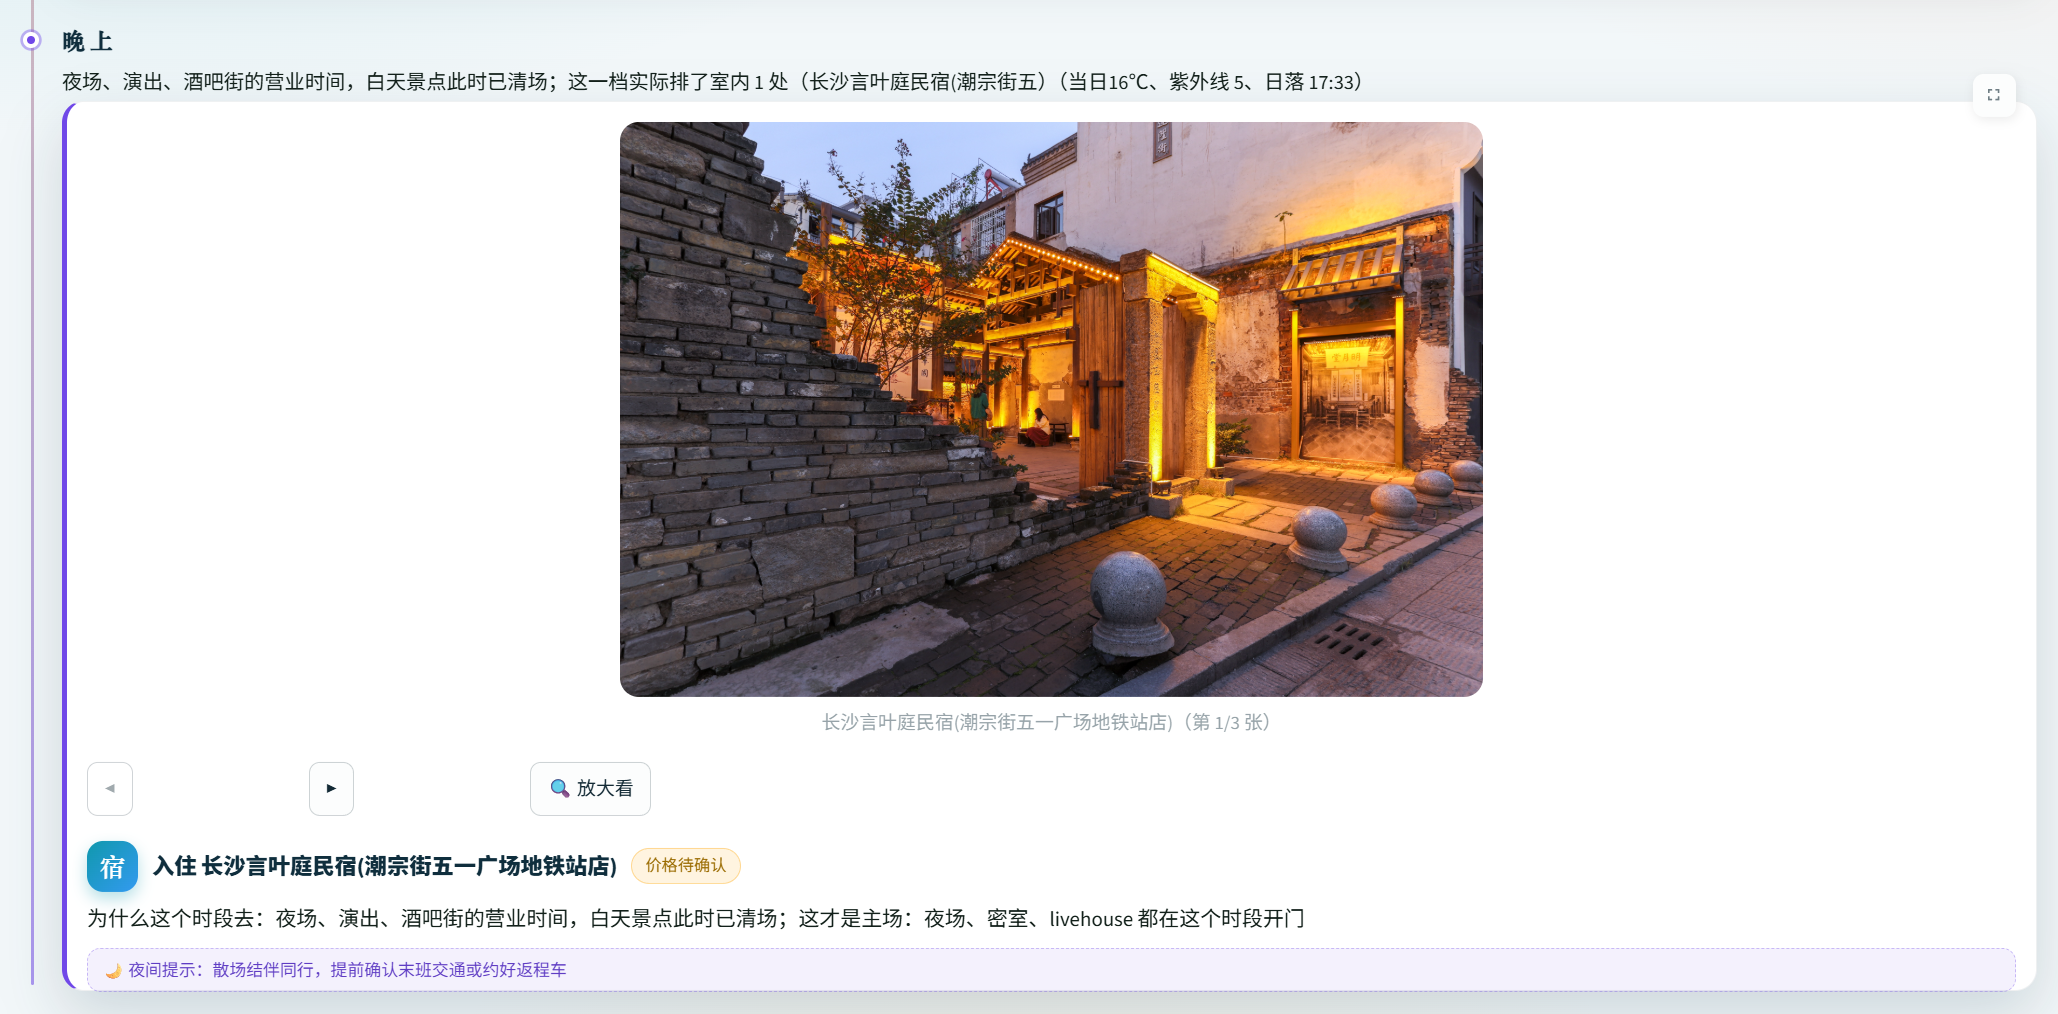 晚上
夜场、演出、酒吧街的营业时间，白天景点此时已清场；这一档实际排了室内 1 处（长沙言叶庭民宿(潮宗街五）（当日16℃、紫外线 5、日落 17:33）
明月堂
长沙言叶庭民宿(潮宗街五一广场地铁站店)（第 1/3 张）
◄
►
🔍 放大看
宿
入住 长沙言叶庭民宿(潮宗街五一广场地铁站店)
价格待确认
为什么这个时段去：夜场、演出、酒吧街的营业时间，白天景点此时已清场；这才是主场：夜场、密室、livehouse 都在这个时段开门
🌙 夜间提示：散场结伴同行，提前确认末班交通或约好返程车